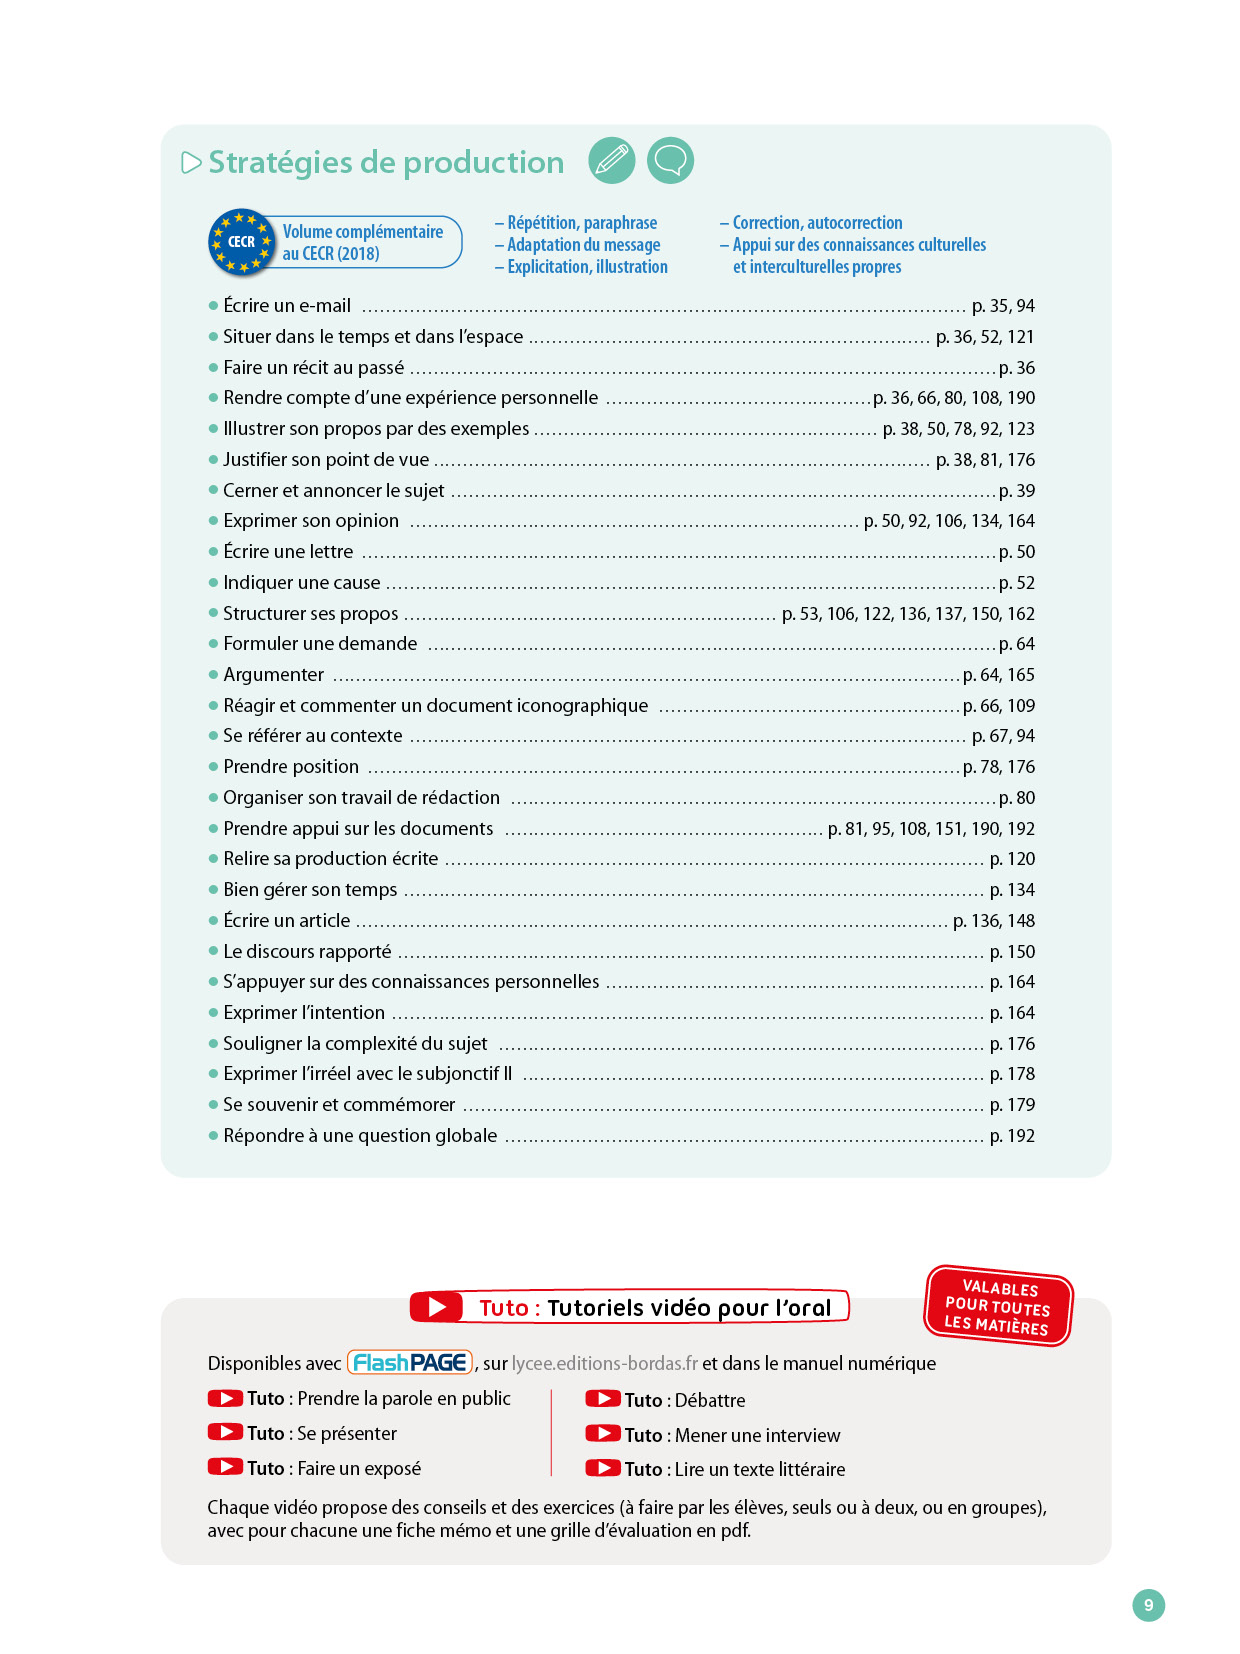 Stratégies de production
CECR
Volume complémentaire
au CECR (2018)
– Répétition, paraphrase
– Adaptation du message
– Explicitation, illustration
– Correction, autocorrection
– Appui sur des connaissances culturelles
et interculturelles propres
● Écrire un e-mail ........ p. 35, 94
● Situer dans le temps et dans l’espace ........ p. 36, 52, 121
● Faire un récit au passé ........ p. 36
● Rendre compte d’une expérience personnelle ........ p. 36, 66, 80, 108, 190
● Illustrer son propos par des exemples ........ p. 38, 50, 78, 92, 123
● Justifier son point de vue ........ p. 38, 81, 176
● Cerner et annoncer le sujet ........ p. 39
● Exprimer son opinion ........ p. 50, 92, 106, 134, 164
● Écrire une lettre ........ p. 50
● Indiquer une cause ........ p. 52
● Structurer ses propos ........ p. 53, 106, 122, 136, 137, 150, 162
● Formuler une demande ........ p. 64
● Argumenter ........ p. 64, 165
● Réagir et commenter un document iconographique ........ p. 66, 109
● Se référer au contexte ........ p. 67, 94
● Prendre position ........ p. 78, 176
● Organiser son travail de rédaction ........ p. 80
● Prendre appui sur les documents ........ p. 81, 95, 108, 151, 190, 192
● Relire sa production écrite ........ p. 120
● Bien gérer son temps ........ p. 134
● Écrire un article ........ p. 136, 148
● Le discours rapporté ........ p. 150
● S’appuyer sur des connaissances personnelles ........ p. 164
● Exprimer l’intention ........ p. 164
● Souligner la complexité du sujet ........ p. 176
● Exprimer l’irréel avec le subjonctif II ........ p. 178
● Se souvenir et commémorer ........ p. 179
● Répondre à une question globale ........ p. 192
Tuto : Tutoriels vidéo pour l’oral
VALABLES
POUR TOUTES
LES MATIÈRES
Disponibles avec FlashPAGE, sur lycee.editions-bordas.fr et dans le manuel numérique
Tuto : Prendre la parole en public
Tuto : Se présenter
Tuto : Faire un exposé
Tuto : Débattre
Tuto : Mener une interview
Tuto : Lire un texte littéraire
Chaque vidéo propose des conseils et des exercices (à faire par les élèves, seuls ou à deux, ou en groupes),
avec pour chacune une fiche mémo et une grille d’évaluation en pdf.
9